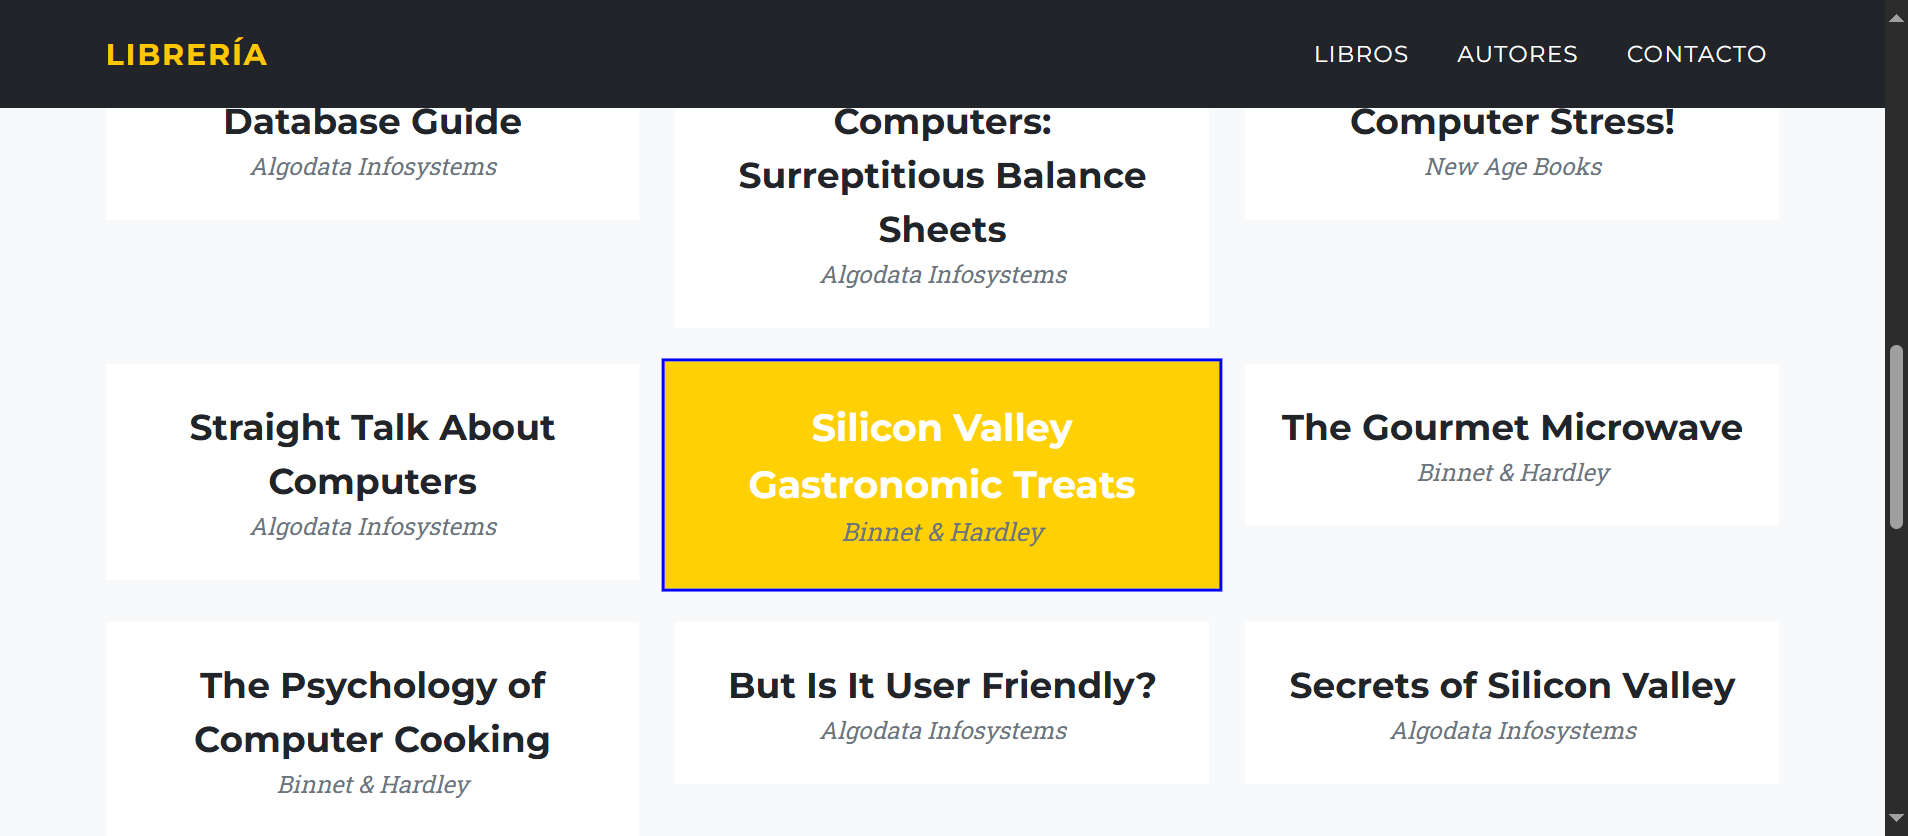 LIBRERÍA
LIBROS AUTORES CONTACTO
Database Guide
Algodata Infosystems
Computers:
Surreptitious Balance
Sheets
Algodata Infosystems
Computer Stress!
New Age Books
Straight Talk About
Computers
Algodata Infosystems
Silicon Valley
Gastronomic Treats
Binnet & Hardley
The Gourmet Microwave
Binnet & Hardley
The Psychology of
Computer Cooking
Binnet & Hardley
But Is It User Friendly?
Algodata Infosystems
Secrets of Silicon Valley
Algodata Infosystems